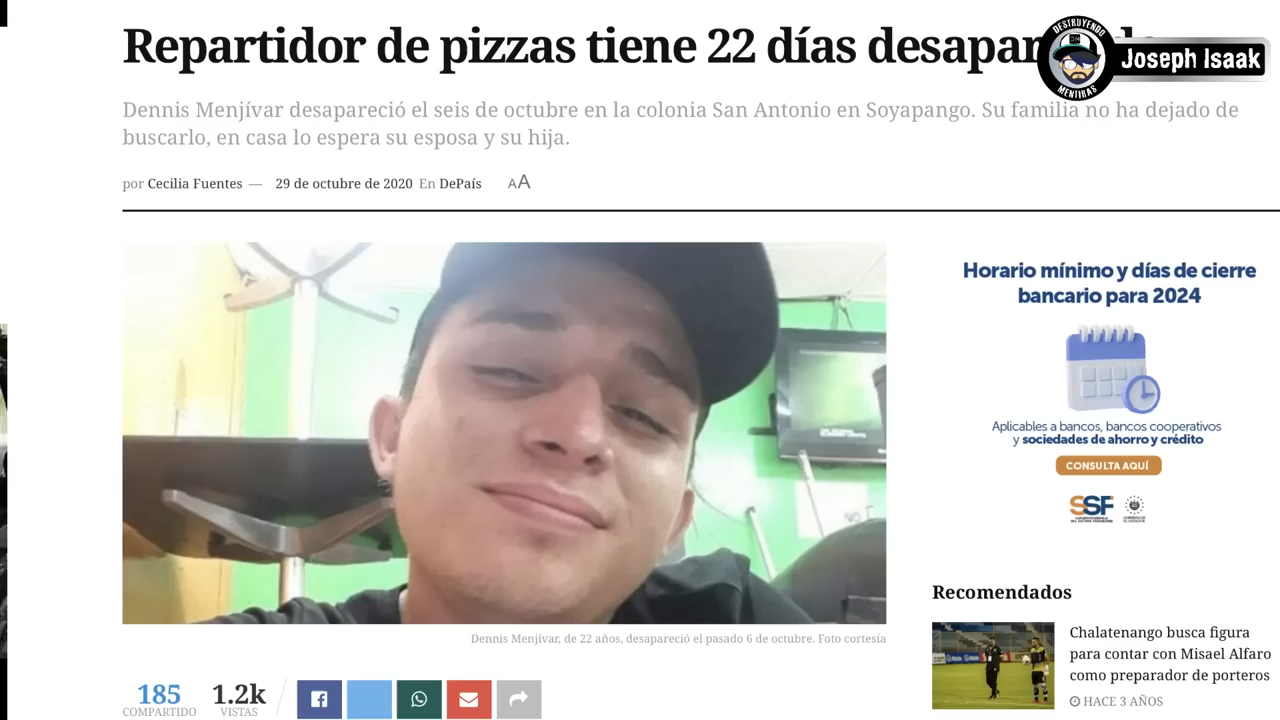 Repartidor de pizzas tiene 22 días
DESTRUYENDO
MENTIRAS
Joseph Isaak
Dennis Menjívar desapareció el seis de octubre en la colonia San Antonio en Soyapango. Su familia no ha dejado de
buscarlo, en casa lo espera su esposa y su hija.
por Cecilia Fuentes — 29 de octubre de 2020 En DePaís AA
Horario mínimo y días de cierre
bancario para 2024
Aplicables a bancos, bancos cooperativos
y sociedades de ahorro y crédito
CONSULTA AQUÍ
SSF
Dennis Menjívar, de 22 años, desapareció el pasado 6 de octubre. Foto cortesía
185
COMPARTIDO
1.2k
VISTAS
Recomendados
Chalatenango busca figura
para contar con Misael Alfaro
como preparador de porteros
HACE 3 AÑOS